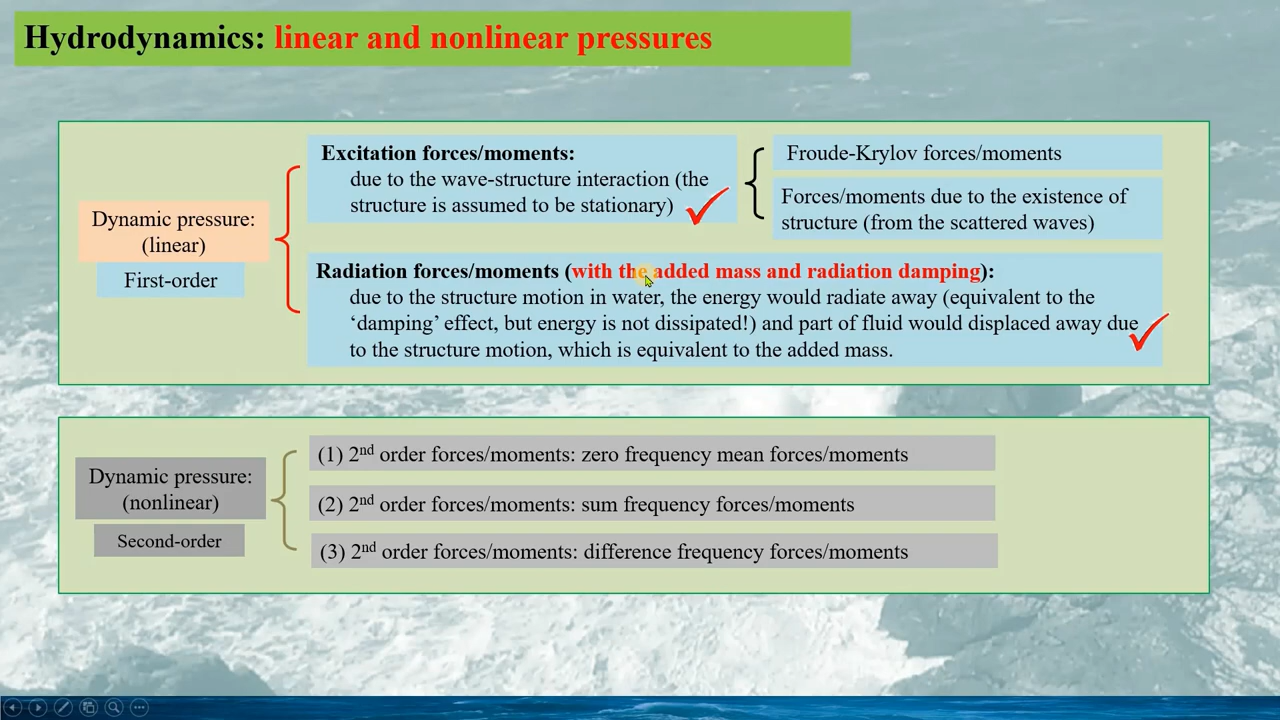 Hydrodynamics: linear and nonlinear pressures
Dynamic pressure:
(linear)
First-order
Excitation forces/moments:
due to the wave-structure interaction (the
structure is assumed to be stationary)
Froude-Krylov forces/moments
Forces/moments due to the existence of
structure (from the scattered waves)
Radiation forces/moments (with the added mass and radiation damping):
due to the structure motion in water, the energy would radiate away (equivalent to the
‘damping’ effect, but energy is not dissipated!) and part of fluid would displaced away due
to the structure motion, which is equivalent to the added mass.
Dynamic pressure:
(nonlinear)
Second-order
(1) 2nd order forces/moments: zero frequency mean forces/moments
(2) 2nd order forces/moments: sum frequency forces/moments
(3) 2nd order forces/moments: difference frequency forces/moments